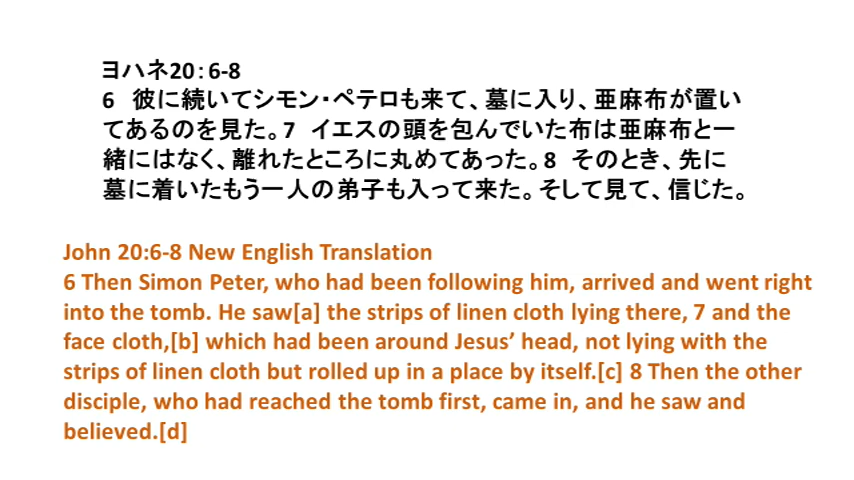 ヨハネ20：6-8
6　彼に続いてシモン・ペテロも来て、墓に入り、亜麻布が置い
てあるのを見た。7　イエスの頭を包んでいた布は亜麻布と一
緒にはなく、離れたところに丸めてあった。8　そのとき、先に
墓に着いたもう一人の弟子も入って来た。そして見て、信じた。
John 20:6-8 New English Translation
6 Then Simon Peter, who had been following him, arrived and went right
into the tomb. He saw[a] the strips of linen cloth lying there, 7 and the
face cloth,[b] which had been around Jesus’ head, not lying with the
strips of linen cloth but rolled up in a place by itself.[c] 8 Then the other
disciple, who had reached the tomb first, came in, and he saw and
believed.[d]